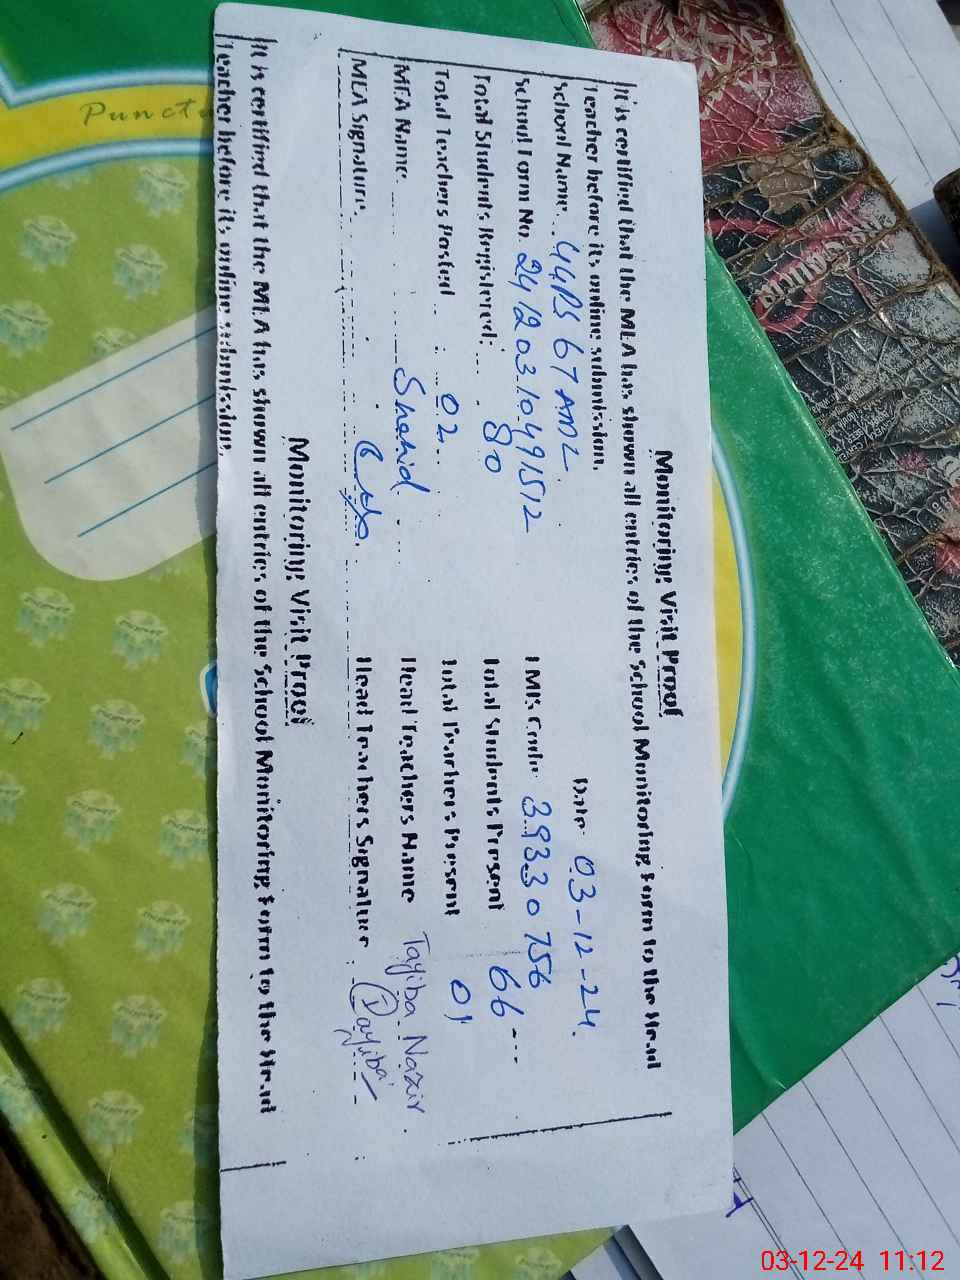 Monitoring Visit Proof
It is certified that the MEA has shown all entries of the School Monitoring Form to the Head
Teacher before its online submission.
Date 03-12-24
School Name. GGPS 67 AML EMIS Code 39330756
School Form No. 24120310491512 Total Students Present 66
Total Students Registered: 80 Total Teachers Present 01
Total Teachers Posted 02 Head Teachers Name Tayiba Nazir.
MEA Name. Shahid Head Teachers Signature Tayiba
MEA Signature.
Monitoring Visit Proof
It is certified that the MEA has shown all entries of the School Monitoring Form to the Head
Teacher before its online submission.
Punctu
03-12-24 11:12